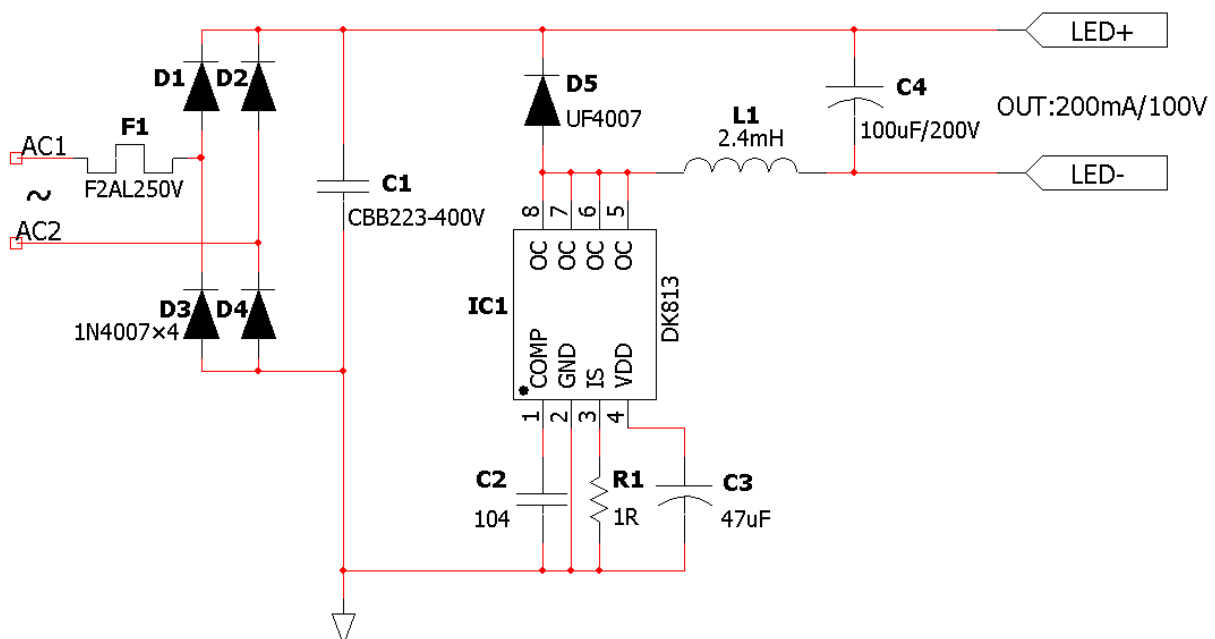 LED+
D1
D2
D5
UF4007
C4
100uF/200V
OUT:200mA/100V
F1
AC1
F2AL250V
~
AC2
L1
2.4mH
LED-
C1
CBB223-400V
8
7
6
5
OC
OC
OC
OC
IC1
DK813
D3
D4
1N4007×4
COMP
GND
IS
VDD
1
2
3
4
C2
104
R1
1R
C3
47uF